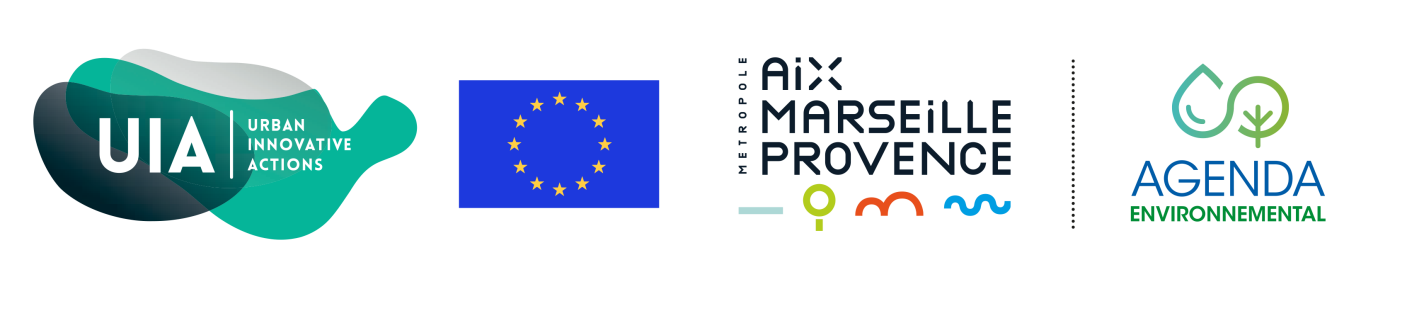 UIA
URBAN
INNOVATIVE
ACTIONS
METROPOLE
AiX
MARSEiLLE
PROVENCE
AGENDA
ENVIRONNEMENTAL